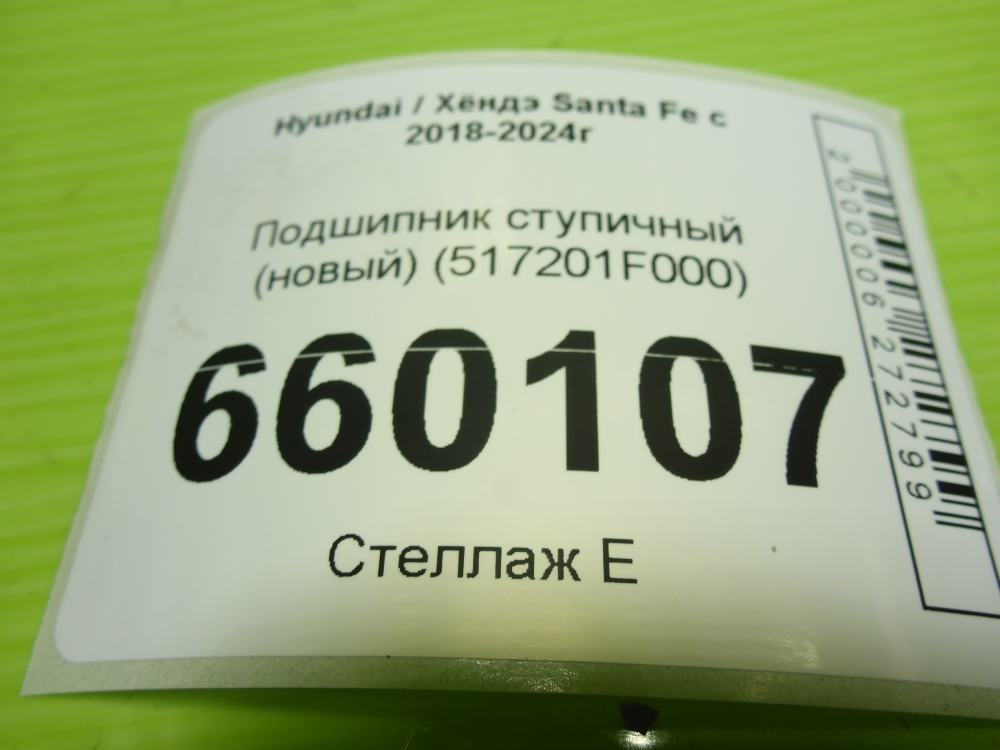 Hyundai / Хёндэ Santa Fe с
2018-2024г
Подшипник ступичный
(новый) (517201F000)
660107
Стеллаж Е
2000006272799